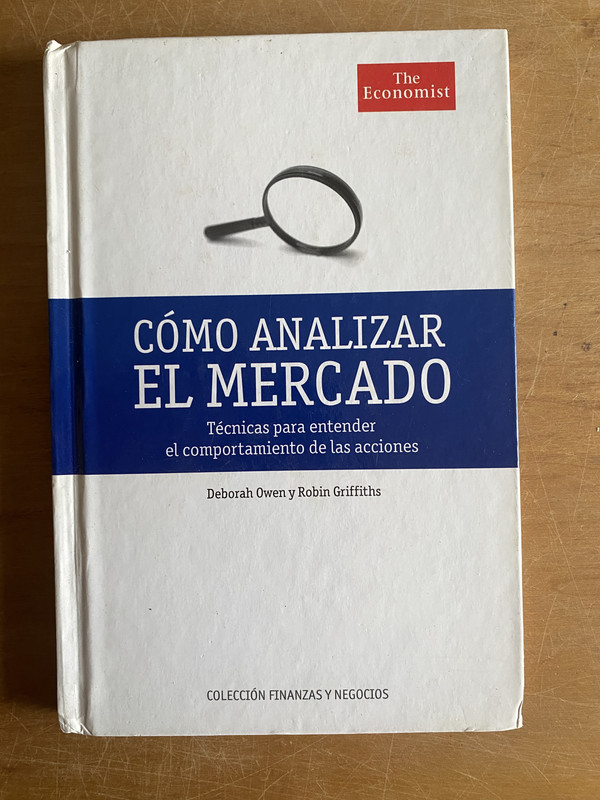 The
Economist
CÓMO ANALIZAR
EL MERCADO
Técnicas para entender
el comportamiento de las acciones
Deborah Owen y Robin Griffiths
COLECCIÓN FINANZAS Y NEGOCIOS